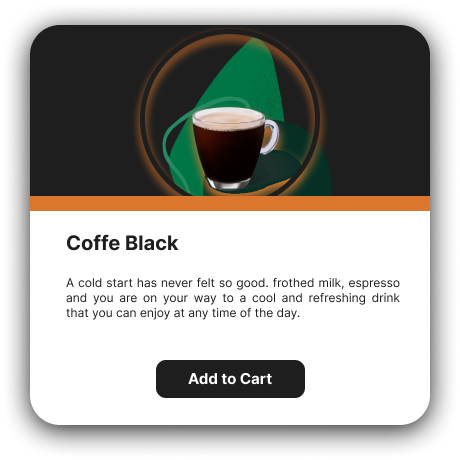 Coffe Black
A cold start has never felt so good. frothed milk, espresso
and you are on your way to a cool and refreshing drink
that you can enjoy at any time of the day.
Add to Cart